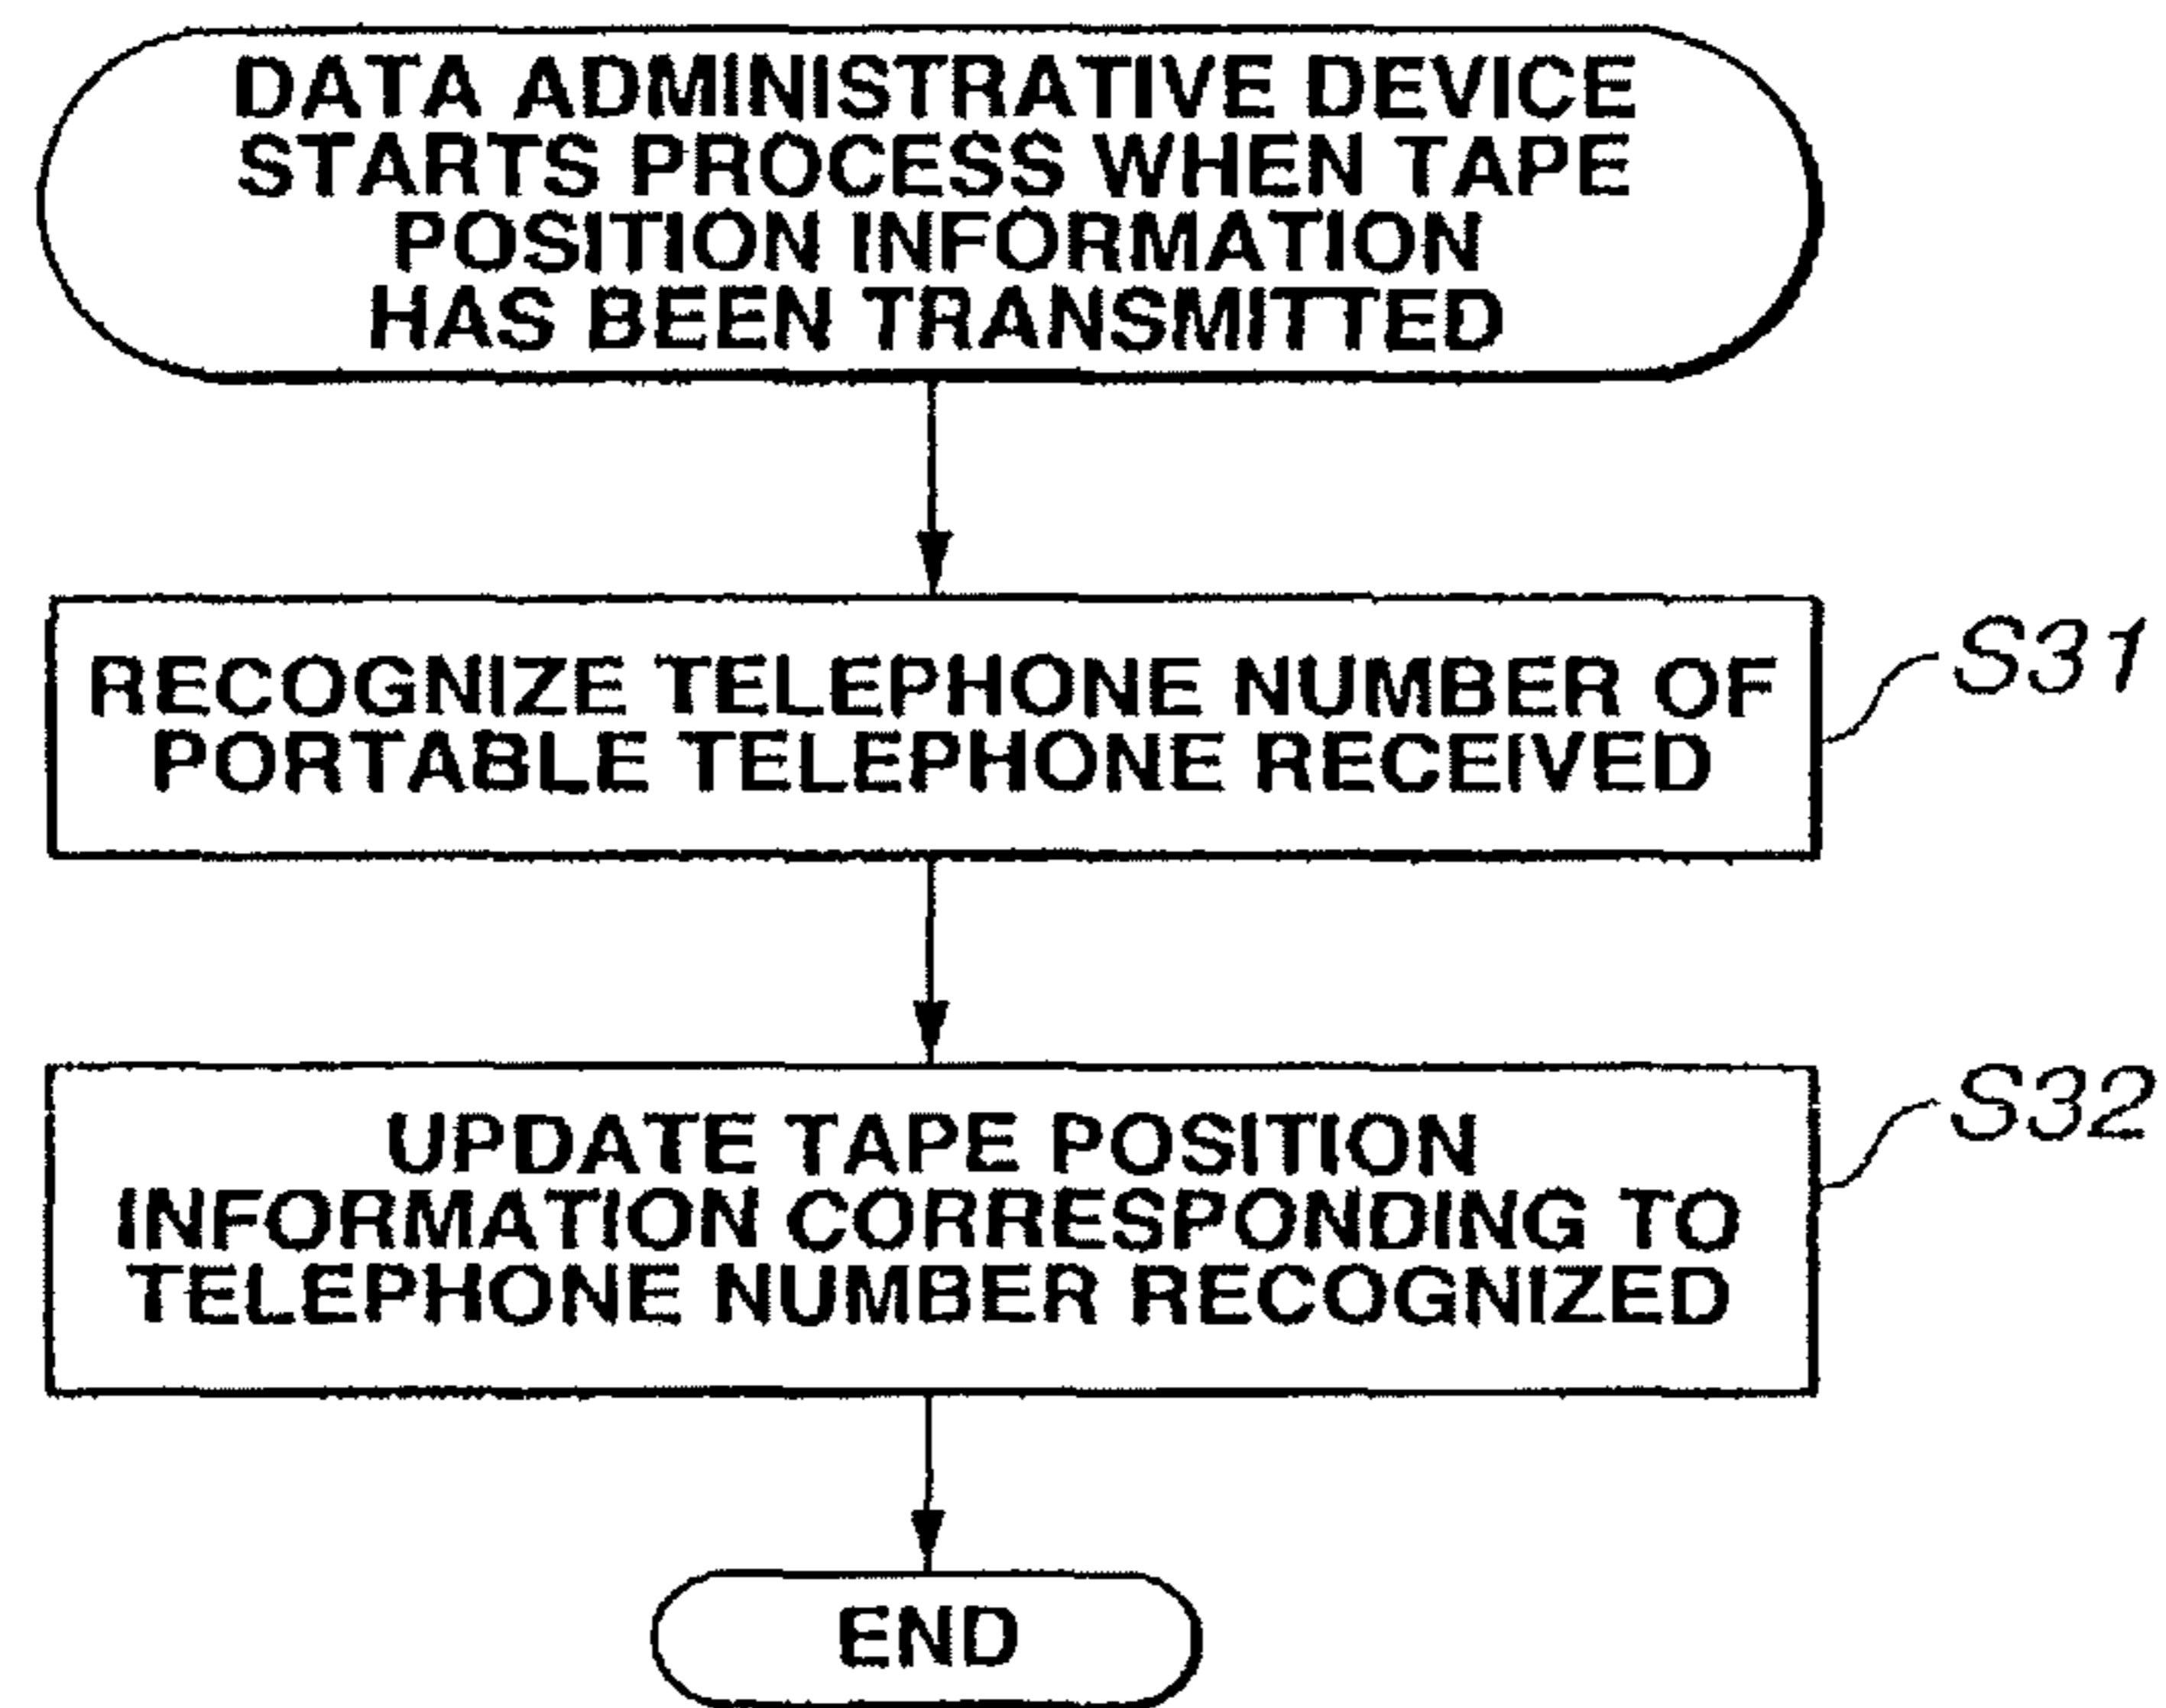 DATA ADMINISTRATIVE DEVICE
STARTS PROCESS WHEN TAPE
POSITION INFORMATION
HAS BEEN TRANSMITTED
RECOGNIZE TELEPHONE NUMBER OF
PORTABLE TELEPHONE RECEIVED
S31
UPDATE TAPE POSITION
INFORMATION CORRESPONDING TO
TELEPHONE NUMBER RECOGNIZED
S32
END